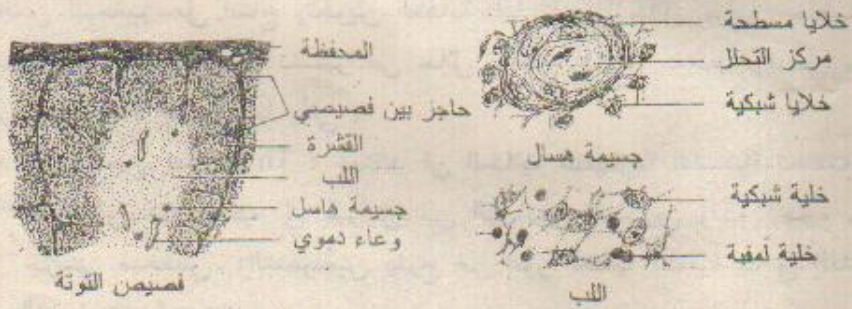 خلايا مسطحة
مركز التحلل
خلايا شبكية
جسيمة هسال
خلية شبكية
خلية لمفية
اللب
المحفظة
حاجز بين فصيصي
القشرة
اللب
جسيمة هاسل
وعاء دموي
فصيص التوتة